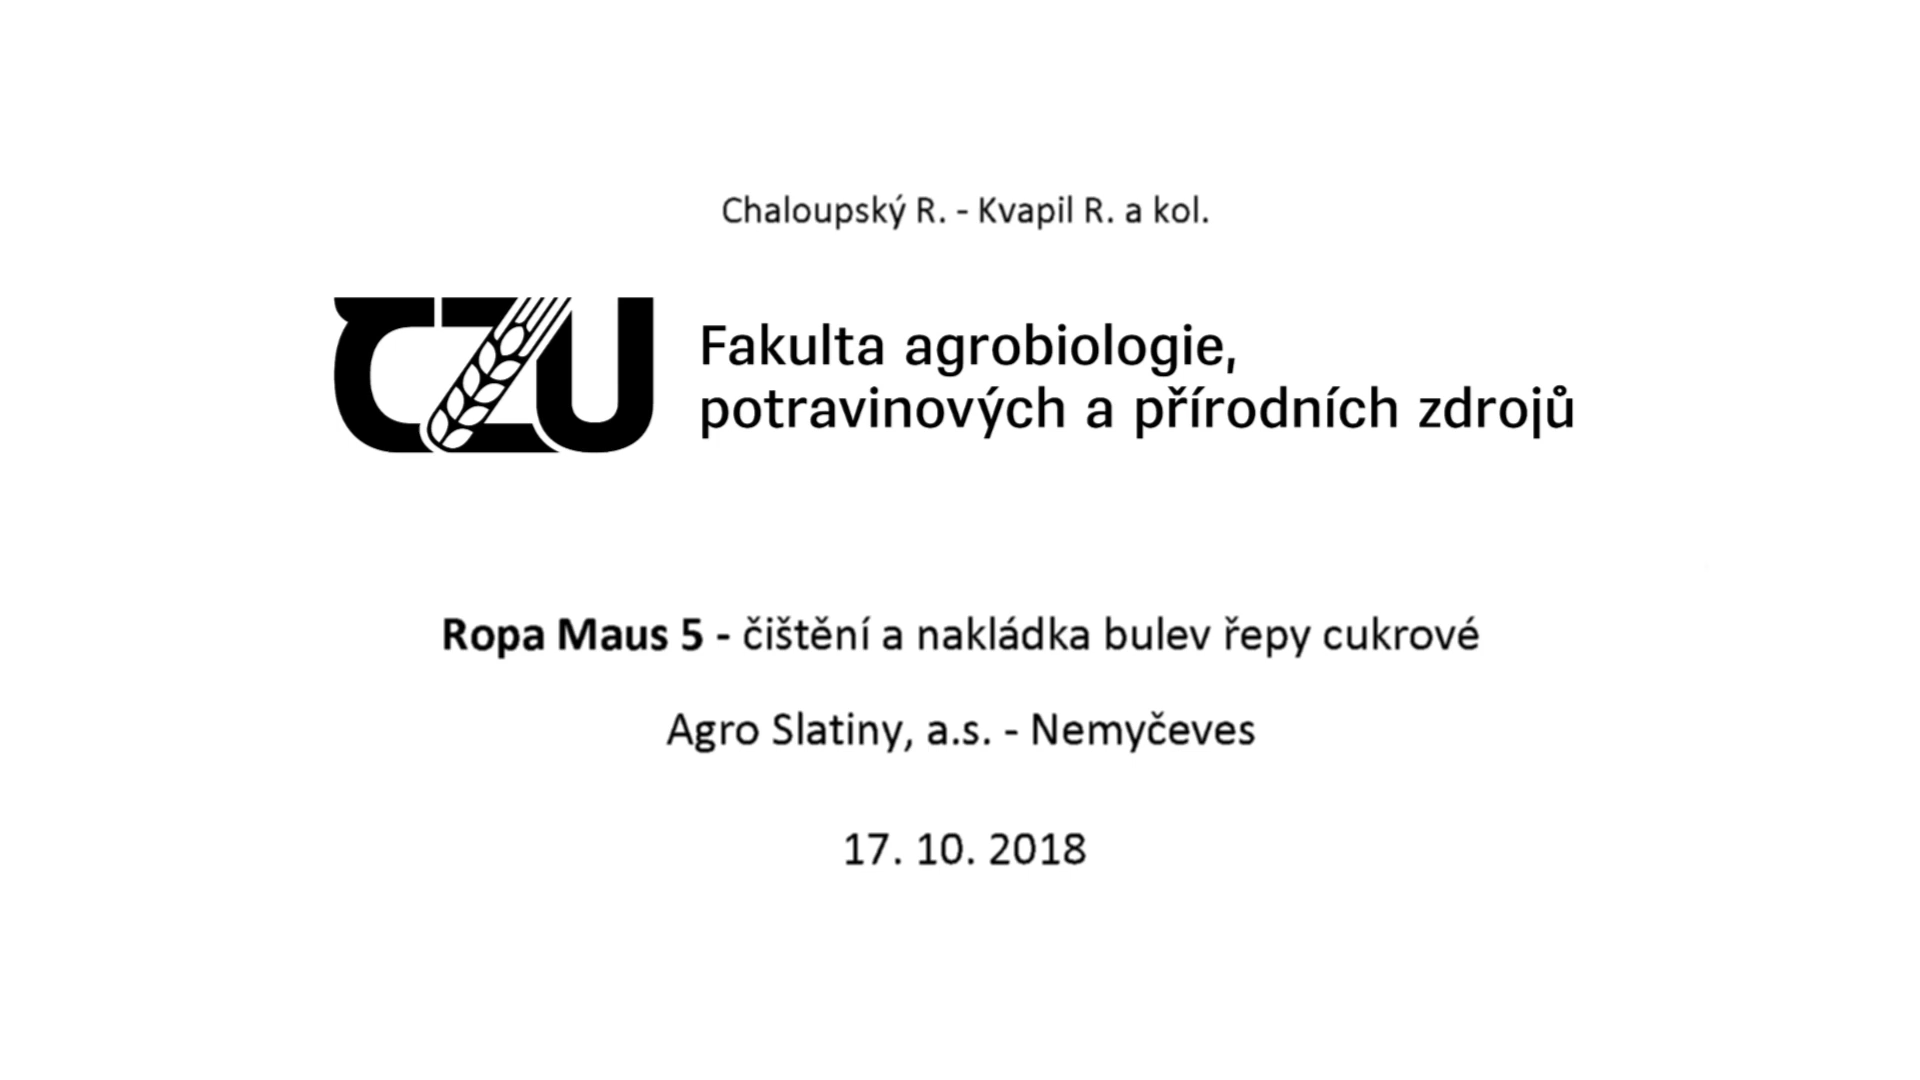 Chaloupský R. - Kvapil R. a kol.
ČZU
Fakulta agrobiologie,
potravinových a přírodních zdrojů
Ropa Maus 5 - čištění a nakládka bulev řepy cukrové
Agro Slatiny, a.s. - Nemyčeves
17. 10. 2018